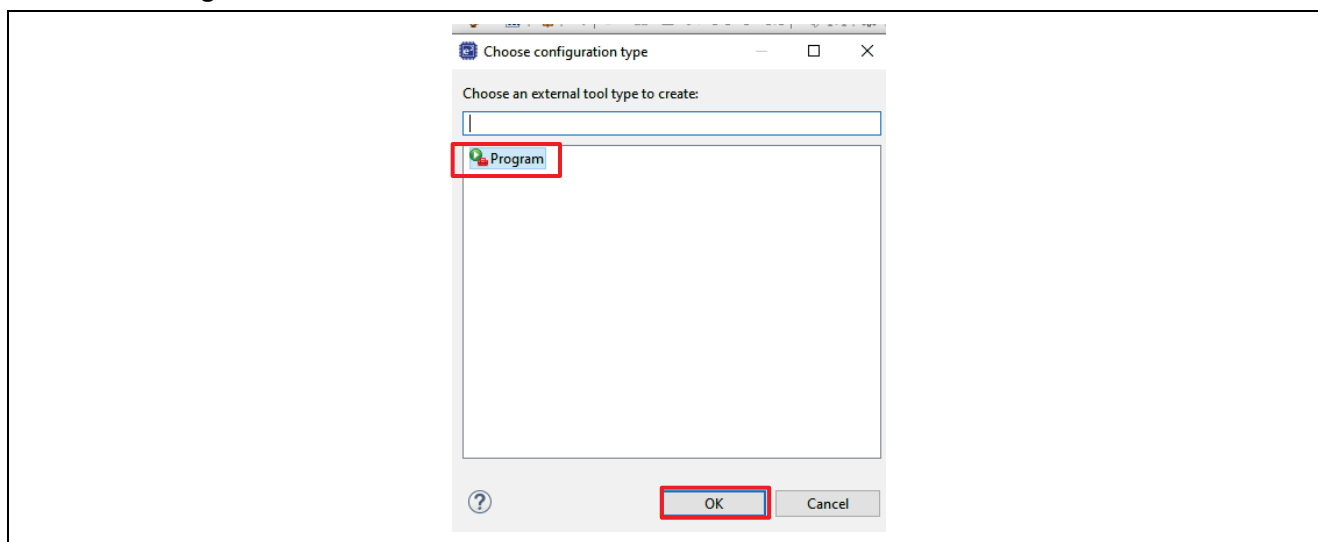 Choose configuration type
Choose an external tool type to create:
Program
OK
Cancel